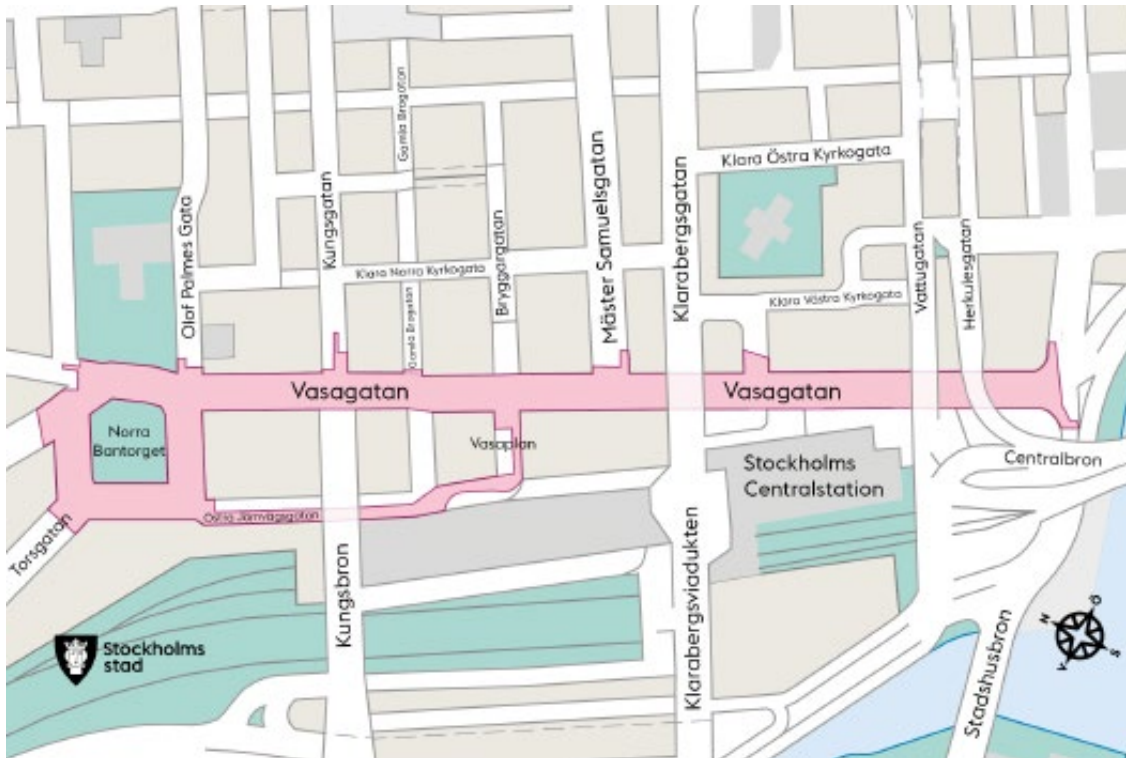 Gamla Brogatan
Klara Östra Kyrkogata
Olof Palmes Gata
Kungsgatan
Bryggargatan
Mäster Samuelsgatan
Klarabergsgatan
Vattugatan
Herkulesgatan
Klara Norra Kyrkogata
Klara Västra Kyrkogata
Gamla Brogatan
Vasagatan
Vasagatan
Norra
Bantorget
Vasaplan
Stockholms
Centralstation
Centralbron
Östra Järnvägsgatan
Torsgatan
Kungsbron
Klarabergsviadukten
Stadshusbron
Stockholms
stad
N
Ö
S
V